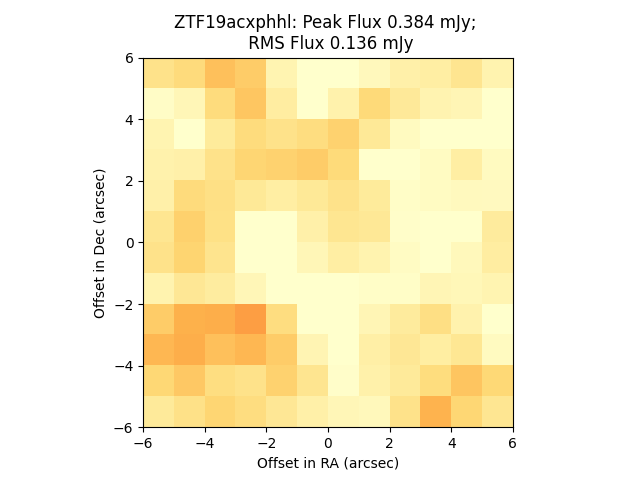 ZTF19acxphhl: Peak Flux 0.384 mJy;
RMS Flux 0.136 mJy
6
4
2
0
−2
−4
−6
Offset in Dec (arcsec)
−6 −4 −2 0 2 4 6
Offset in RA (arcsec)